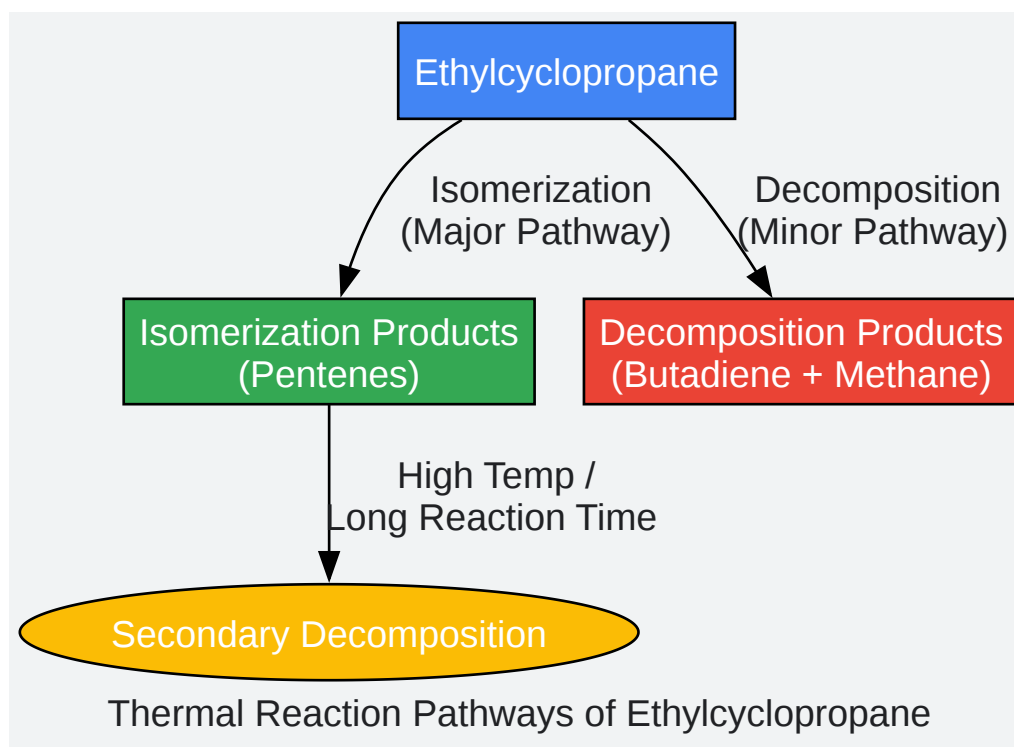 Ethylcyclopropane
Isomerization
(Major Pathway)
Decomposition
(Minor Pathway)
Isomerization Products
(Pentenes)
Decomposition Products
(Butadiene + Methane)
High Temp /
Long Reaction Time
Secondary Decomposition
Thermal Reaction Pathways of Ethylcyclopropane